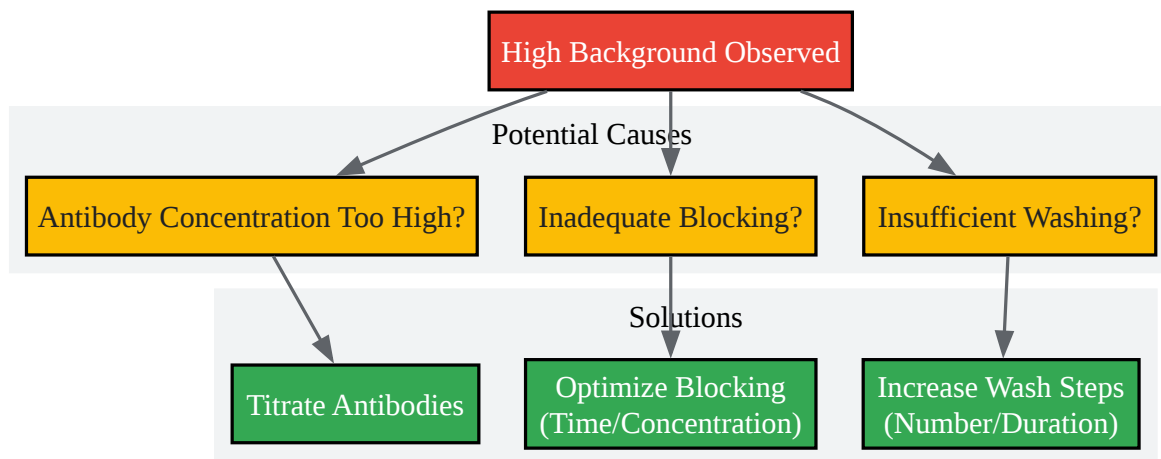 High Background Observed
Potential Causes
Antibody Concentration Too High?
Inadequate Blocking?
Insufficient Washing?
Solutions
Titrate Antibodies
Optimize Blocking
(Time/Concentration)
Increase Wash Steps
(Number/Duration)